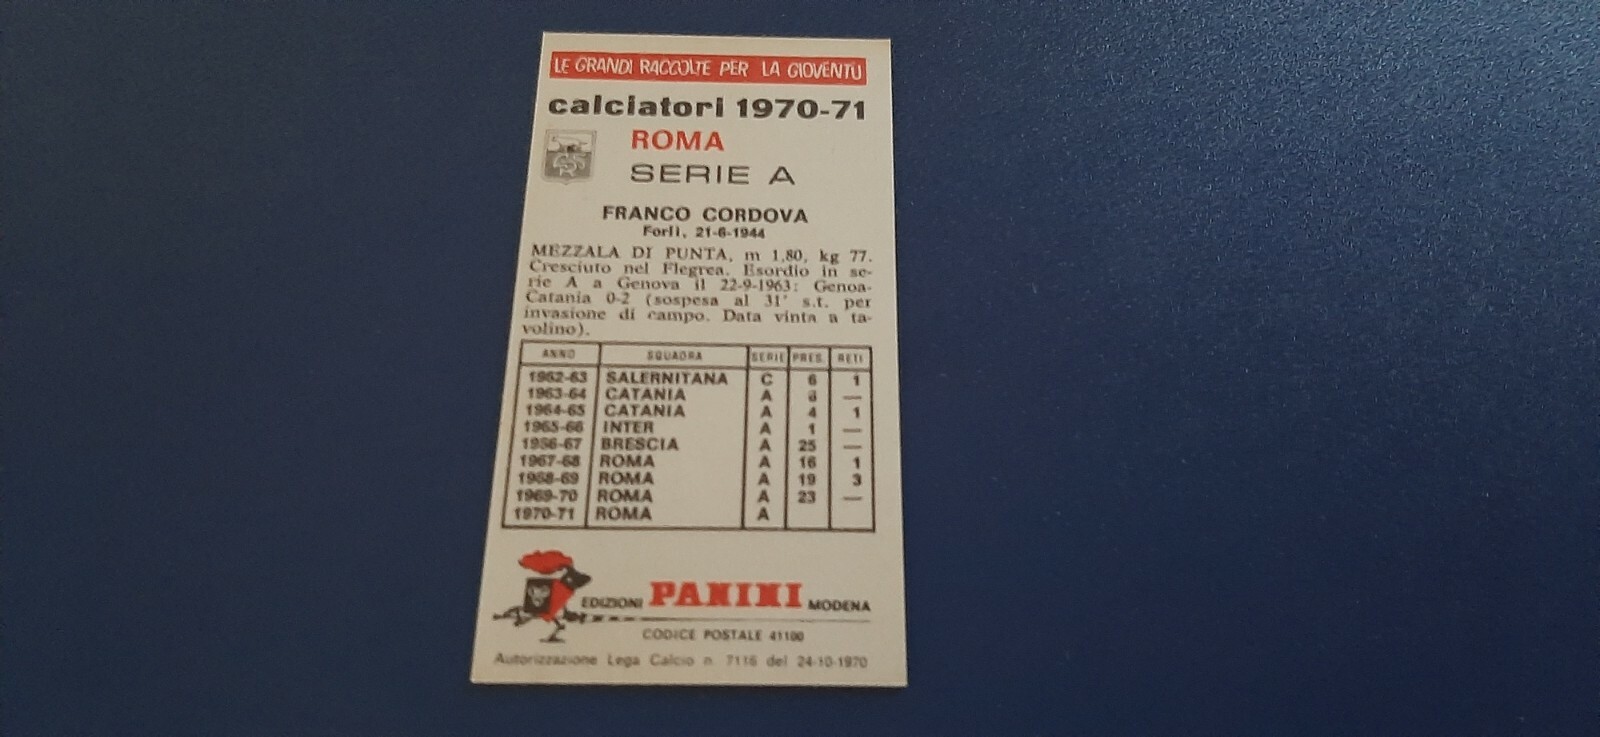 LE GRANDI RACCOLTE PER LA GIOVENTÙ
calciatori 1970-71
ROMA
SERIE A
FRANCO CORDOVA
Forlì, 21-6-1944
MEZZALA DI PUNTA, m 1,80, kg 77.
Cresciuto nel Flegrea. Esordio in se-
rie A a Genova il 22-9-1963: Genoa-
Catania 0-2 (sospesa al 31' s.t. per
invasione di campo. Data vinta a ta-
volino).
ANNO SQUADRA SERIE PRES. RETI
1962-63 SALERNITANA C 6 1
1963-64 CATANIA A —
1964-65 CATANIA A 4 1
1965-66 INTER A 1 —
1966-67 BRESCIA A 25 —
1967-68 ROMA A 16 1
1968-69 ROMA A 19 3
1969-70 ROMA A 23 —
1970-71 ROMA A
EDIZIONI PANINI MODENA
CODICE POSTALE 41100
Autorizzazione Lega Calcio n. 7116 del 24-10-1970